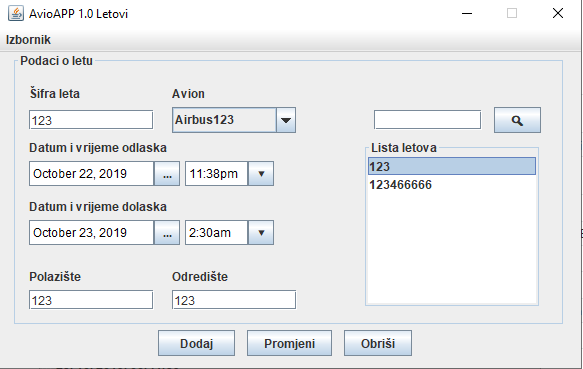 AvioAPP 1.0 Letovi
Izbornik
Podaci o letu
Šifra leta
Avion
123
Airbus123
Datum i vrijeme odlaska
Lista letova
October 22, 2019
...
11:38pm
123
123466666
Datum i vrijeme dolaska
October 23, 2019
...
2:30am
Polazište
Odredište
123
123
Dodaj
Promjeni
Obriši